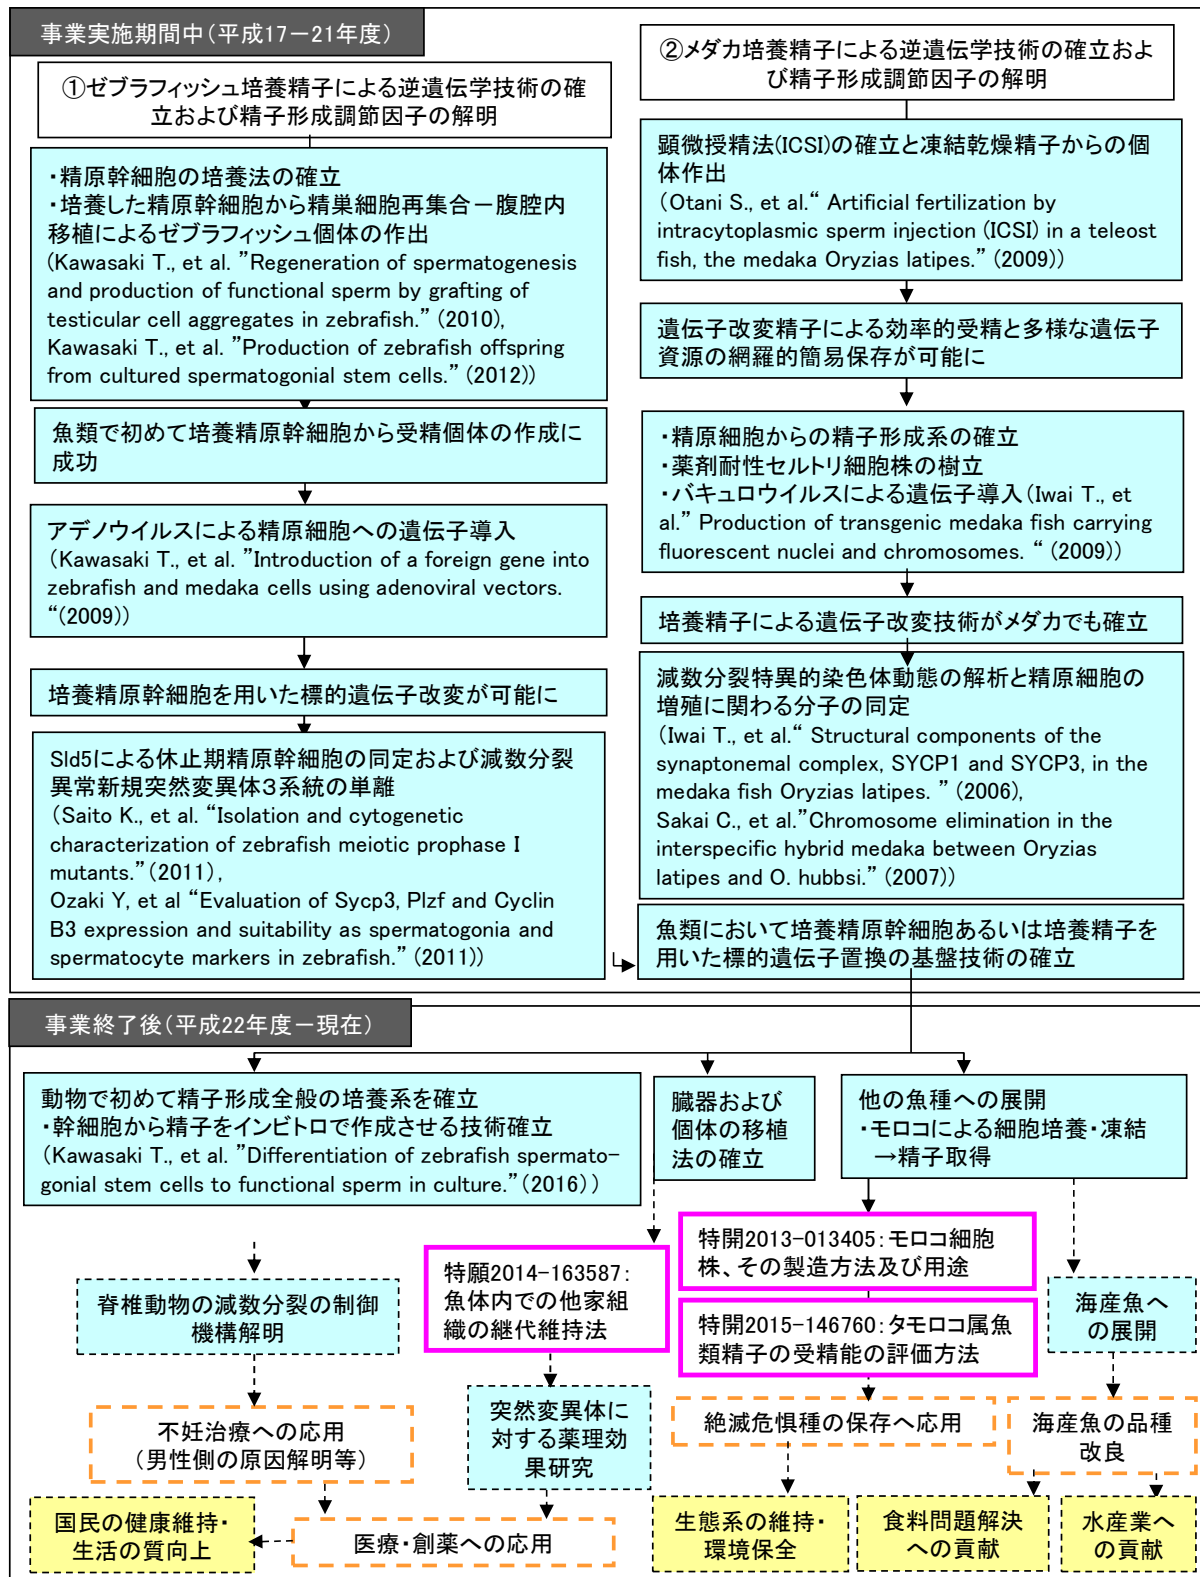 事業実施期間中（平成17－21年度）
①ゼブラフィッシュ培養精子による逆遺伝学技術の確
立および精子形成調節因子の解明
・精原幹細胞の培養法の確立
・培養した精原幹細胞から精巣細胞再集合－腹腔内
移植によるゼブラフィッシュ個体の作出
(Kawasaki T., et al. ”Regeneration of spermatogenesis
and production of functional sperm by grafting of
testicular cell aggregates in zebrafish.” (2010),
Kawasaki T., et al. ”Production of zebrafish offspring
from cultured spermatogonial stem cells.” (2012))
魚類で初めて培養精原幹細胞から受精個体の作成に
成功
アデノウイルスによる精原細胞への遺伝子導入
(Kawasaki T., et al. ”Introduction of a foreign gene into
zebrafish and medaka cells using adenoviral vectors.
“(2009))
培養精原幹細胞を用いた標的遺伝子改変が可能に
Sld5による休止期精原幹細胞の同定および減数分裂
異常新規突然変異体３系統の単離
（Saito K., et al. “Isolation and cytogenetic
characterization of zebrafish meiotic prophase I
mutants.” (2011),
Ozaki Y, et al “Evaluation of Sycp3, Plzf and Cyclin
B3 expression and suitability as spermatogonia and
spermatocyte markers in zebrafish.” (2011))
②メダカ培養精子による逆遺伝学技術の確立およ
び精子形成調節因子の解明
顕微授精法(ICSI)の確立と凍結乾燥精子からの個
体作出
（Otani S., et al.“ Artificial fertilization by
intracytoplasmic sperm injection (ICSI) in a teleost
fish, the medaka Oryzias latipes.” (2009))
遺伝子改変精子による効率的受精と多様な遺伝子
資源の網羅的簡易保存が可能に
・精原細胞からの精子形成系の確立
・薬剤耐性セルトリ細胞株の樹立
・バキュロウイルスによる遺伝子導入（Iwai T., et
al.” Production of transgenic medaka fish carrying
fluorescent nuclei and chromosomes. “ (2009))
培養精子による遺伝子改変技術がメダカでも確立
減数分裂特異的染色体動態の解析と精原細胞の
増殖に関わる分子の同定
（Iwai T., et al.“ Structural components of the
synaptonemal complex, SYCP1 and SYCP3, in the
medaka fish Oryzias latipes. ” (2006),
Sakai C., et al.”Chromosome elimination in the
interspecific hybrid medaka between Oryzias
latipes and O. hubbsi.” (2007))
魚類において培養精原幹細胞あるいは培養精子を
用いた標的遺伝子置換の基盤技術の確立
事業終了後（平成22年度－現在）
動物で初めて精子形成全般の培養系を確立
・幹細胞から精子をインビトロで作成させる技術確立
(Kawasaki T., et al. ”Differentiation of zebrafish spermato-
gonial stem cells to functional sperm in culture.” (2016))
臓器および
個体の移植
法の確立
他の魚種への展開
・モロコによる細胞培養・凍結
→精子取得
特開2013-013405：モロコ細胞
株、その製造方法及び用途
特願2014-163587：
魚体内での他家組
織の継代維持法
特開2015-146760：タモロコ属魚
類精子の受精能の評価方法
脊椎動物の減数分裂の制御
機構解明
海産魚へ
の展開
不妊治療への応用
（男性側の原因解明等）
突然変異体に
対する薬理効
果研究
絶滅危惧種の保存へ応用
海産魚の品種
改良
国民の健康維持・
生活の質向上
医療・創薬への応用
生態系の維持・
環境保全
食料問題解決
への貢献
水産業へ
の貢献